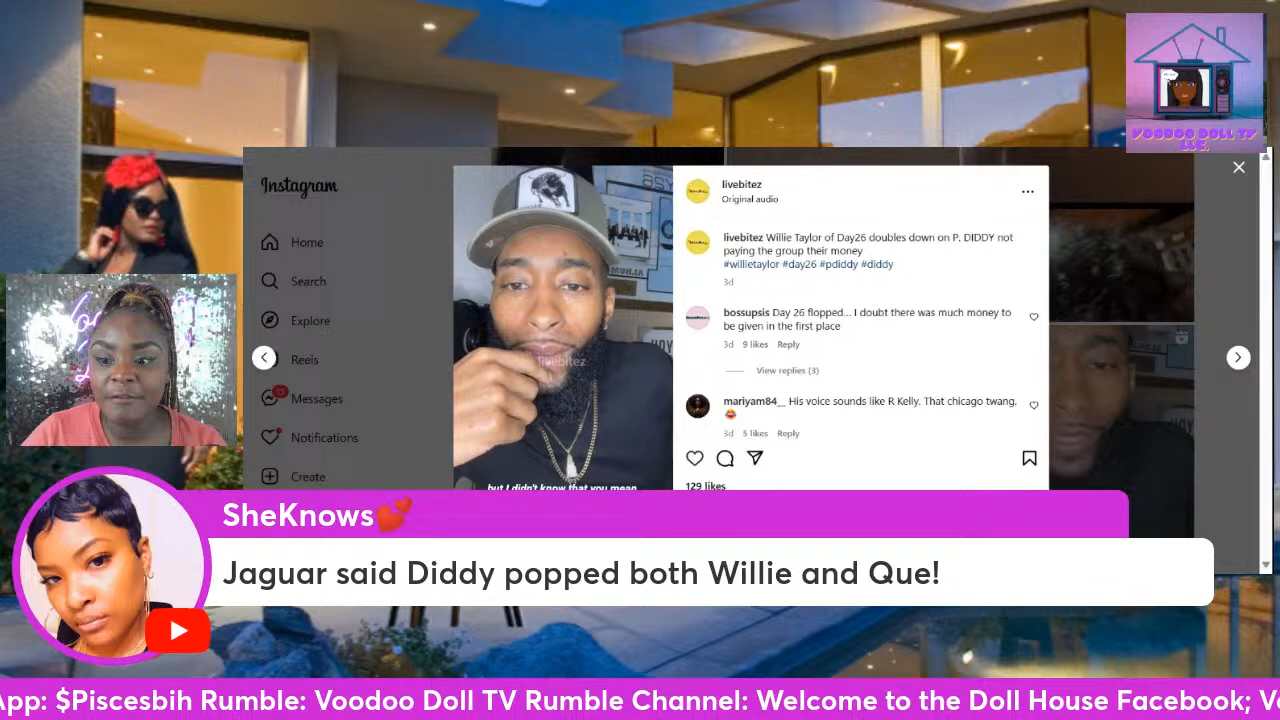 VOODOO DOLL TV
LLC.
Instagram
Home
Search
Explore
Reels
15
Messages
Notifications
Create
livebitez
but I didn't know that you mean
livebitez
Original audio
livebitez Willie Taylor of Day26 doubles down on P. DIDDY not
paying the group their money
#willietaylor #day26 #pdiddy #diddy
3d
bossupsis Day 26 flopped... I doubt there was much money to
be given in the first place
3d 9 likes Reply
View replies (3)
mariyam84__ His voice sounds like R Kelly. That chicago twang.
😂
3d 5 likes Reply
129 likes
SheKnows💕
Jaguar said Diddy popped both Willie and Que!
App: $Piscesbih Rumble: Voodoo Doll TV Rumble Channel: Welcome to the Doll House Facebook;